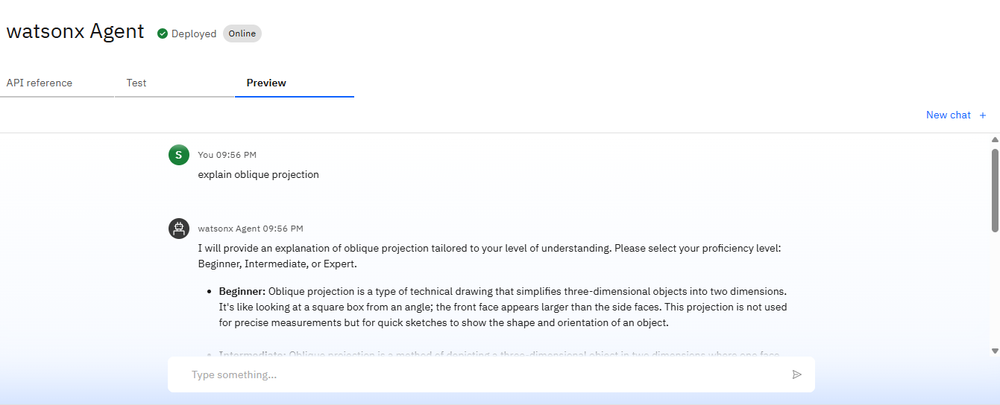 watsonx Agent Deployed Online
API reference Test Preview
New chat +
S You 09:56 PM
explain oblique projection
watsonx Agent 09:56 PM
I will provide an explanation of oblique projection tailored to your level of understanding. Please select your proficiency level:
Beginner, Intermediate, or Expert.
• Beginner: Oblique projection is a type of technical drawing that simplifies three-dimensional objects into two dimensions.
It's like looking at a square box from an angle; the front face appears larger than the side faces. This projection is not used
for precise measurements but for quick sketches to show the shape and orientation of an object.
• Intermediate: Oblique projection is a method of depicting a three-dimensional object in two dimensions where one face
Type something...